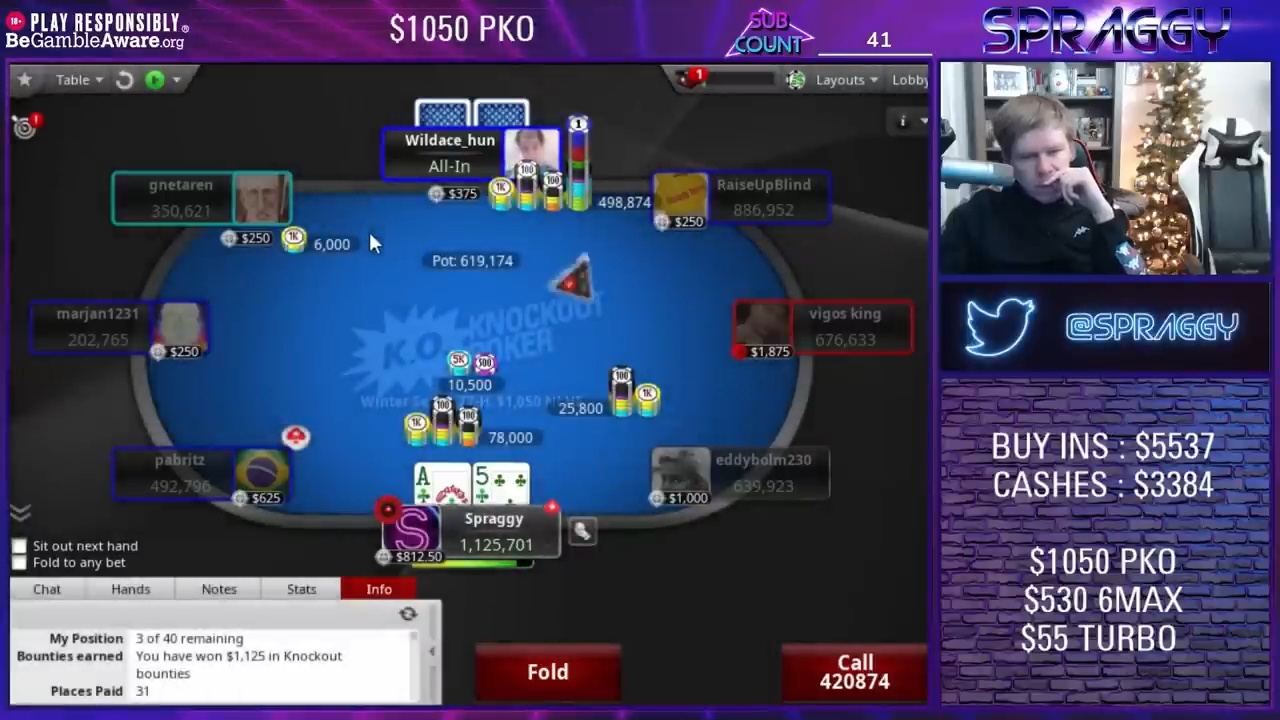 18+ PLAY RESPONSIBLY®
BeGambleAware.org
$1050 PKO
SUB
COUNT
41
SPRAGGY
Table
1
Layouts
Lobby
Wildace_hun
All-In
$375
498,874
gnetaren
350,621
$250
6,000
RaiseUpBlind
886,952
$250
Pot: 619,174
marjan1231
202,765
$250
vigos king
676,633
$1,875
K.O. KNOCKOUT
POKER
10,500
25,800
78,000
pabritz
492,796
$625
A
5
eddybolm230
639,923
$1,000
Spraggy
1,125,701
$812.50
@SPRAGGY
Sit out next hand
Fold to any bet
Chat
Hands
Notes
Stats
Info
My Position 3 of 40 remaining
Bounties earned You have won $1,125 in Knockout
bounties
Places Paid 31
Fold
Call
420874
BUY INS : $5537
CASHES : $3384
$1050 PKO
$530 6MAX
$55 TURBO